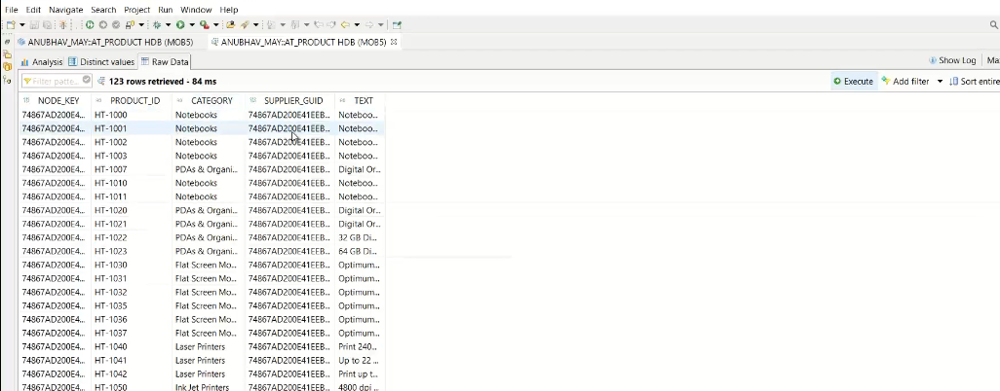 File Edit Navigate Search Project Run Window Help
ANUBHAV_MAY::AT_PRODUCT HDB (MOB5) ANUBHAV_MAY::AT_PRODUCT HDB (MOB5)
Analysis Distinct values Raw Data Show Log Ma
Filter patte... 123 rows retrieved - 84 ms Execute Add filter Sort entire
NODE_KEY PRODUCT_ID CATEGORY SUPPLIER_GUID TEXT
74867AD200E4... HT-1000 Notebooks 74867AD200E41EEB... Noteboo...
74867AD200E4... HT-1001 Notebooks 74867AD200E41EEB... Noteboo...
74867AD200E4... HT-1002 Notebooks 74867AD200E41EEB... Noteboo...
74867AD200E4... HT-1003 Notebooks 74867AD200E41EEB... Noteboo...
74867AD200E4... HT-1007 PDAs & Organi... 74867AD200E41EEB... Digital Or...
74867AD200E4... HT-1010 Notebooks 74867AD200E41EEB... Noteboo...
74867AD200E4... HT-1011 Notebooks 74867AD200E41EEB... Noteboo...
74867AD200E4... HT-1020 PDAs & Organi... 74867AD200E41EEB... Digital Or...
74867AD200E4... HT-1021 PDAs & Organi... 74867AD200E41EEB... Digital Or...
74867AD200E4... HT-1022 PDAs & Organi... 74867AD200E41EEB... 32 GB Di...
74867AD200E4... HT-1023 PDAs & Organi... 74867AD200E41EEB... 64 GB Di...
74867AD200E4... HT-1030 Flat Screen Mo... 74867AD200E41EEB... Optimum...
74867AD200E4... HT-1031 Flat Screen Mo... 74867AD200E41EEB... Optimum...
74867AD200E4... HT-1032 Flat Screen Mo... 74867AD200E41EEB... Optimum...
74867AD200E4... HT-1035 Flat Screen Mo... 74867AD200E41EEB... Optimum...
74867AD200E4... HT-1036 Flat Screen Mo... 74867AD200E41EEB... Optimum...
74867AD200E4... HT-1037 Flat Screen Mo... 74867AD200E41EEB... Optimum...
74867AD200E4... HT-1040 Laser Printers 74867AD200E41EEB... Print 240...
74867AD200E4... HT-1041 Laser Printers 74867AD200E41EEB... Up to 22 ...
74867AD200E4... HT-1042 Laser Printers 74867AD200E41EEB... Print up t...
74867AD200E4... HT-1050 Ink Jet Printers 74867AD200E41EEB... 4800 dpi ...